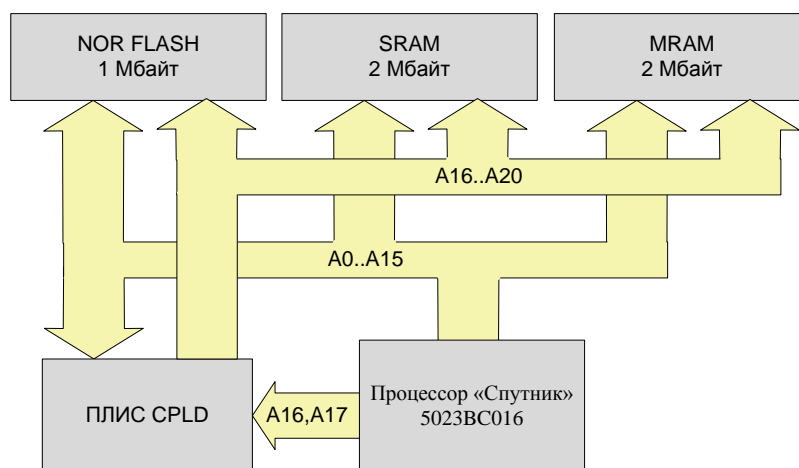 NOR FLASH
1 Мбайт
SRAM
2 Мбайт
MRAM
2 Мбайт
A16..A20
A0..A15
ПЛИС CPLD
A16,A17
Процессор «Спутник»
5023ВС016